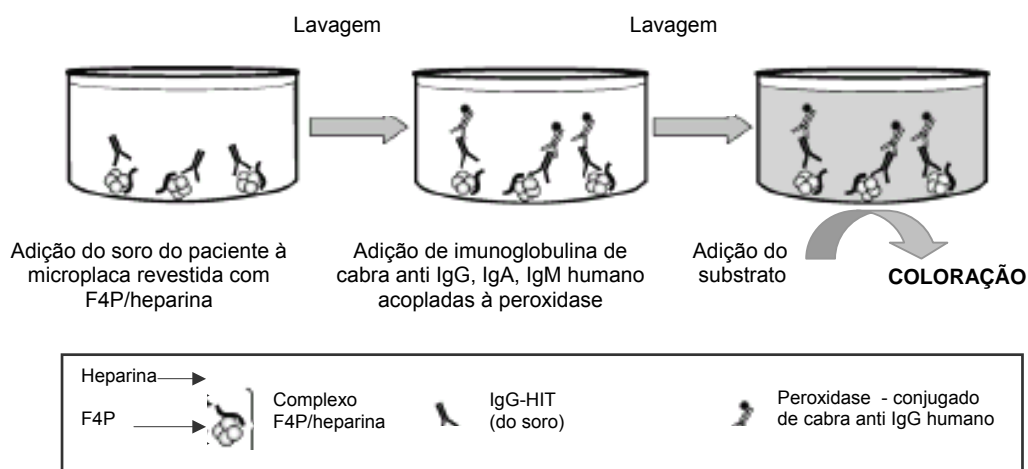 Lavagem
Lavagem
Adição do soro do paciente à
microplaca revestida com
F4P/heparina
Adição de imunoglobulina de
cabra anti IgG, IgA, IgM humano
acopladas à peroxidase
Adição do
substrato
COLORAÇÃO
Heparina
F4P
Complexo
F4P/heparina
IgG-HIT
(do soro)
Peroxidase - conjugado
de cabra anti IgG humano